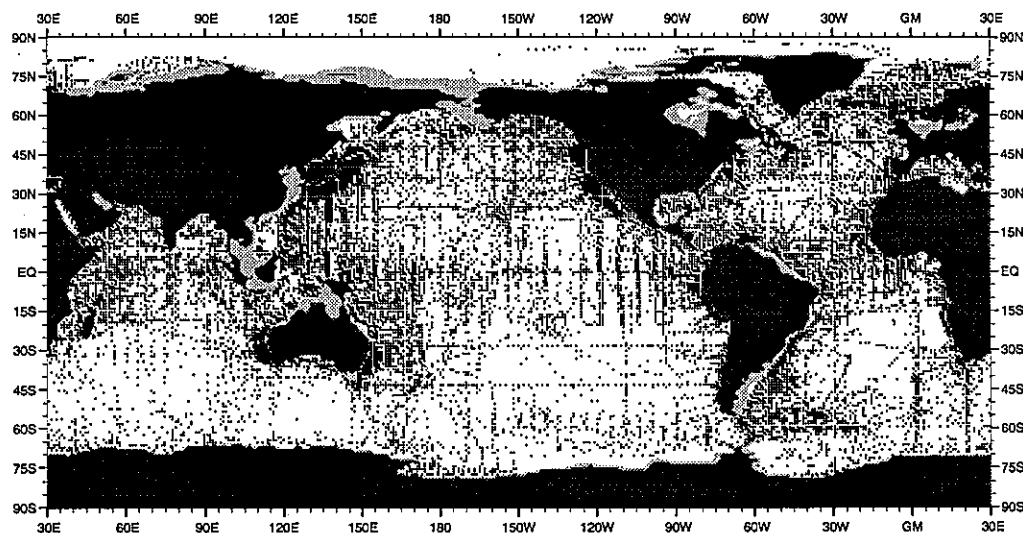 30E 60E 90E 120E 150E 180 150W 120W 90W 60W 30W GM 30E
90N 90N
75N 75N
60N 60N
45N 45N
30N 30N
15N 15N
EQ EQ
15S 15S
30S 30S
45S 45S
60S 60S
75S 75S
90S 90S
30E 60E 90E 120E 150E 180 150W 120W 90W 60W 30W GM 30E